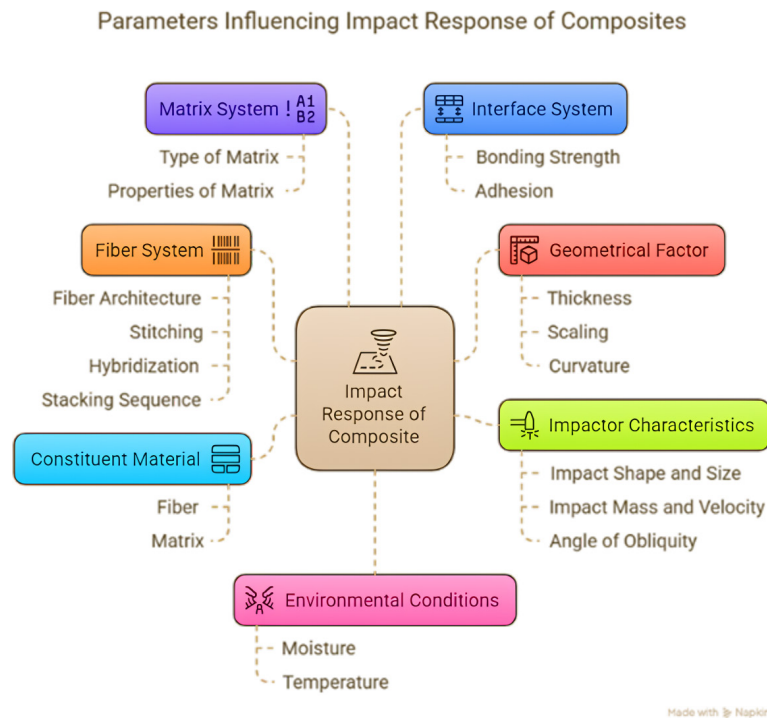 Parameters Influencing Impact Response of Composites
Matrix System
! A1
B2
Type of Matrix
Properties of Matrix
Interface System
Bonding Strength
Adhesion
Fiber System
Fiber Architecture
Stitching
Hybridization
Stacking Sequence
Geometrical Factor
Thickness
Scaling
Curvature
Impact
Response of
Composite
Constituent Material
Fiber
Matrix
Impactor Characteristics
Impact Shape and Size
Impact Mass and Velocity
Angle of Obliquity
A
Environmental Conditions
Moisture
Temperature
Made with Napkin